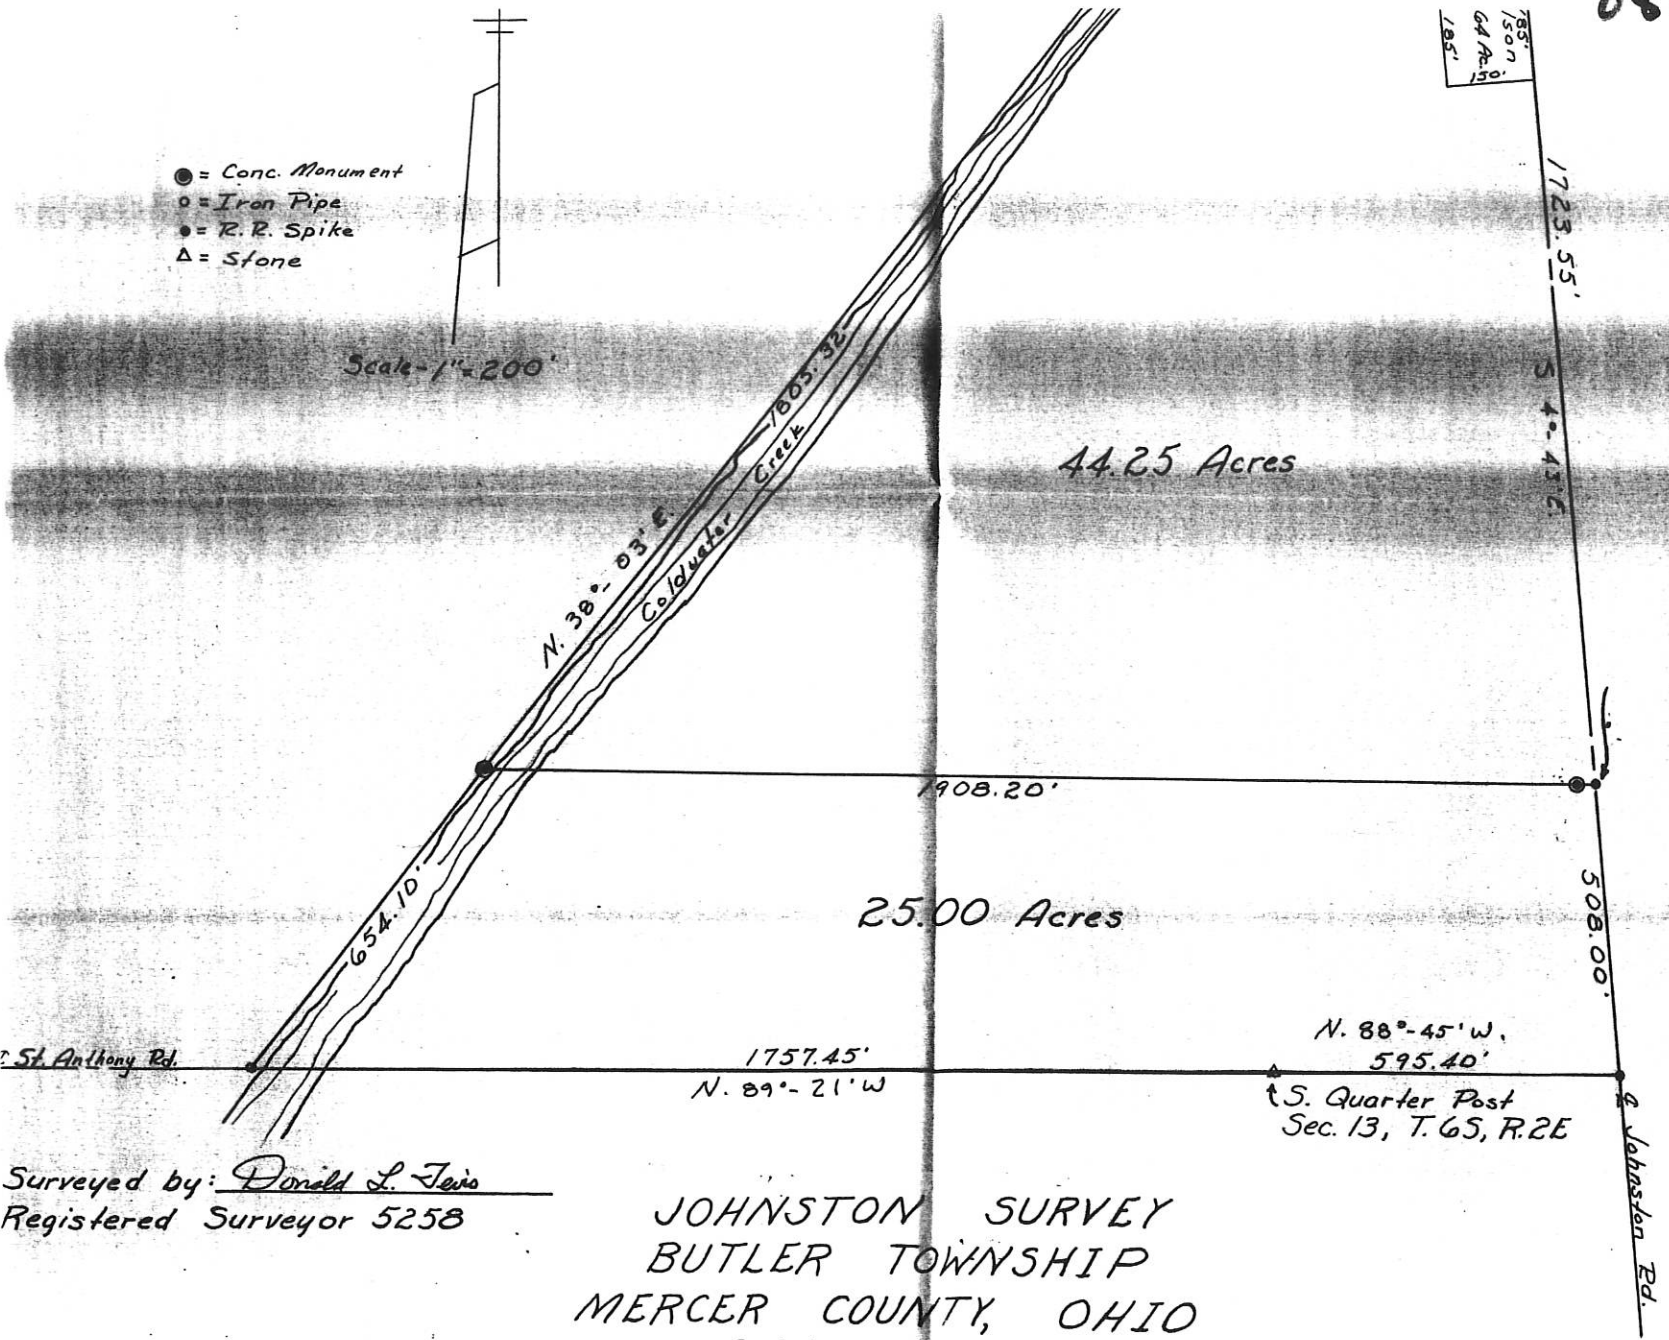 185'
ison
64 Ac.
150'
185'
= Conc. Monument
= Iron Pipe
= R.R. Spike
= Stone
Scale-1"=200'
1723.55'
S 4°-43' E
1805.32'
N. 38°-03' E.
Coldwater Creek
44.25 Acres
1908.20'
654.10'
25.00 Acres
508.00'
St. Anthony Rd.
1757.45'
N. 89°-21' W
N. 88°-45' W.
595.40'
S. Quarter Post
Sec. 13, T.6S, R.2E
℄ Johnston Rd.
Surveyed by: Donald L. Tevis
Registered Surveyor 5258
JOHNSTON SURVEY
BUTLER TOWNSHIP
MERCER COUNTY, OHIO